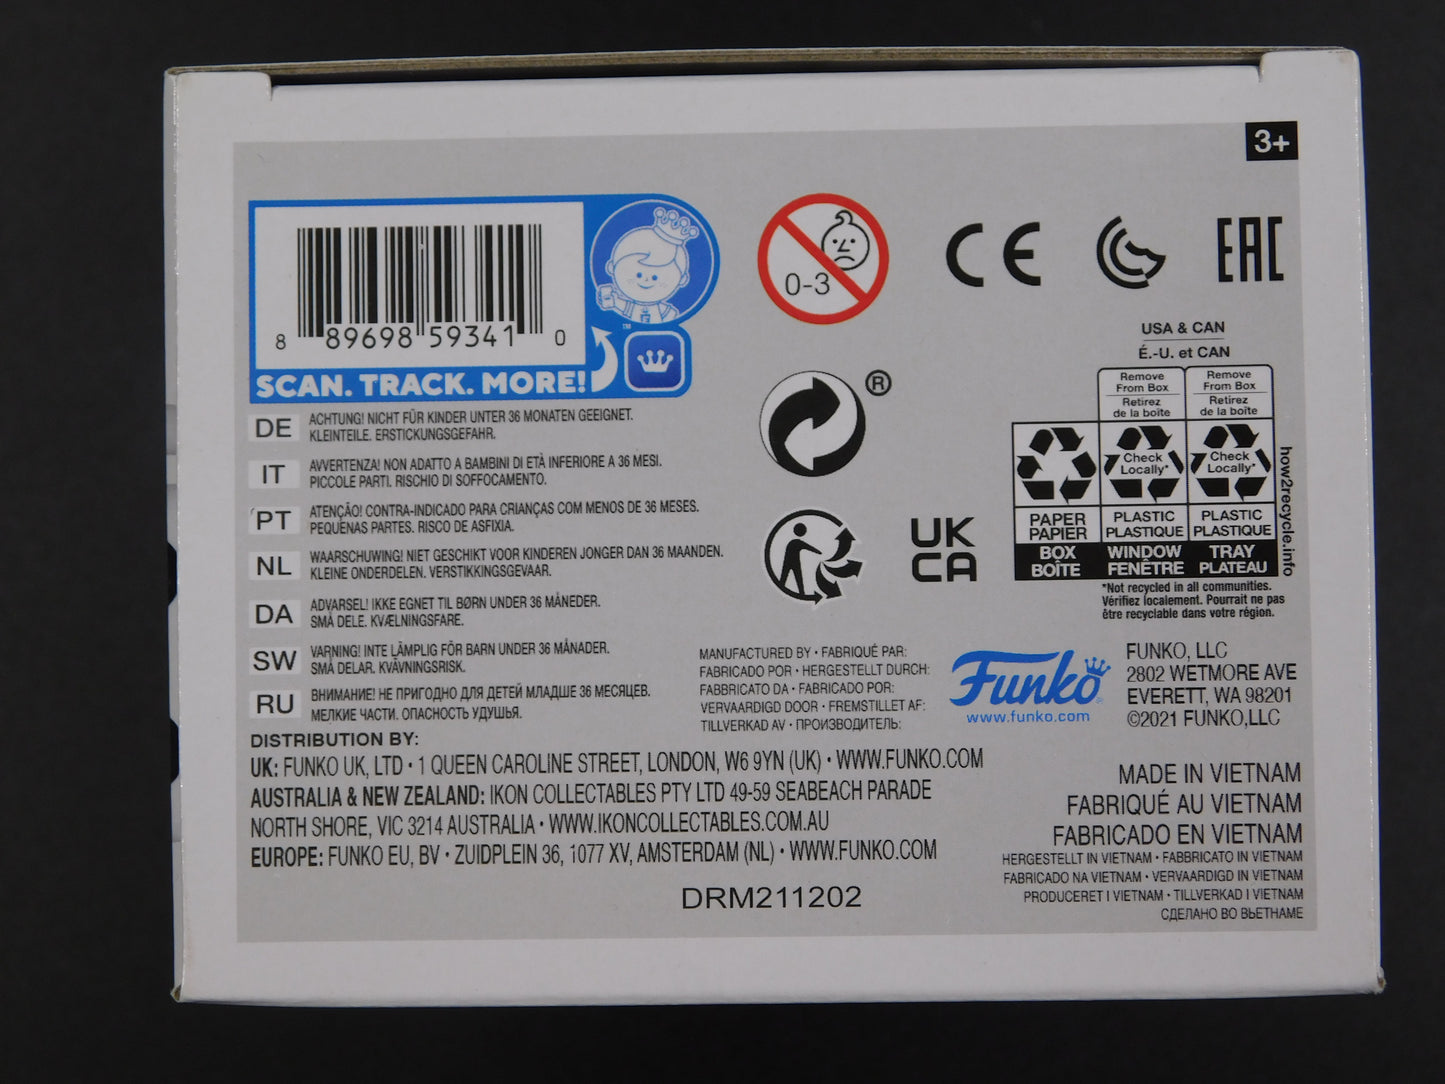 3+
8 89698 59341 0
SCAN. TRACK. MORE!
™
0-3
CE
EAC
®
DE
ACHTUNG! NICHT FÜR KINDER UNTER 36 MONATEN GEEIGNET.
KLEINTEILE. ERSTICKUNGSGEFAHR.
IT
AVVERTENZA! NON ADATTO A BAMBINI DI ETÀ INFERIORE A 36 MESI.
PICCOLE PARTI. RISCHIO DI SOFFOCAMENTO.
PT
ATENÇÃO! CONTRA-INDICADO PARA CRIANÇAS COM MENOS DE 36 MESES.
PEQUENAS PARTES. RISCO DE ASFIXIA.
NL
WAARSCHUWING! NIET GESCHIKT VOOR KINDEREN JONGER DAN 36 MAANDEN.
KLEINE ONDERDELEN. VERSTIKKINGSGEVAAR.
DA
ADVARSEL! IKKE EGNET TIL BØRN UNDER 36 MÅNEDER.
SMÅ DELE. KVÆLNINGSFARE.
SW
VARNING! INTE LÄMPLIG FÖR BARN UNDER 36 MÅNADER.
SMÅ DELAR. KVÄVNINGSRISK.
RU
ВНИМАНИЕ! НЕ ПРИГОДНО ДЛЯ ДЕТЕЙ МЛАДШЕ 36 МЕСЯЦЕВ.
МЕЛКИЕ ЧАСТИ. ОПАСНОСТЬ УДУШЬЯ.
UK
CA
USA & CAN
É.-U. et CAN
Remove
From Box
Retirez
de la boîte
Remove
From Box
Retirez
de la boîte
Check
Locally*
Check
Locally*
PAPER
PAPIER
BOX
BOÎTE
PLASTIC
PLASTIQUE
WINDOW
FENÊTRE
PLASTIC
PLASTIQUE
TRAY
PLATEAU
how2recycle.info
*Not recycled in all communities.
Vérifiez localement. Pourrait ne pas
être recyclable dans votre région.
MANUFACTURED BY • FABRIQUÉ PAR:
FABRICADO POR • HERGESTELLT DURCH:
FABBRICATO DA • FABRICADO POR:
VERVAARDIGD DOOR • FREMSTILLET AF:
TILLVERKAD AV • ПРОИЗВОДИТЕЛЬ:
Funko®
www.funko.com
FUNKO, LLC
2802 WETMORE AVE
EVERETT, WA 98201
©2021 FUNKO,LLC
DISTRIBUTION BY:
UK: FUNKO UK, LTD • 1 QUEEN CAROLINE STREET, LONDON, W6 9YN (UK) • WWW.FUNKO.COM
AUSTRALIA & NEW ZEALAND: IKON COLLECTABLES PTY LTD 49-59 SEABEACH PARADE
NORTH SHORE, VIC 3214 AUSTRALIA • WWW.IKONCOLLECTABLES.COM.AU
EUROPE: FUNKO EU, BV • ZUIDPLEIN 36, 1077 XV, AMSTERDAM (NL) • WWW.FUNKO.COM
DRM211202
MADE IN VIETNAM
FABRIQUÉ AU VIETNAM
FABRICADO EN VIETNAM
HERGESTELLT IN VIETNAM • FABBRICATO IN VIETNAM
FABRICADO NA VIETNAM • VERVAARDIGD IN VIETNAM
PRODUCERET I VIETNAM • TILLVERKAD I VIETNAM
СДЕЛАНО ВО ВЬЕТНАМЕ